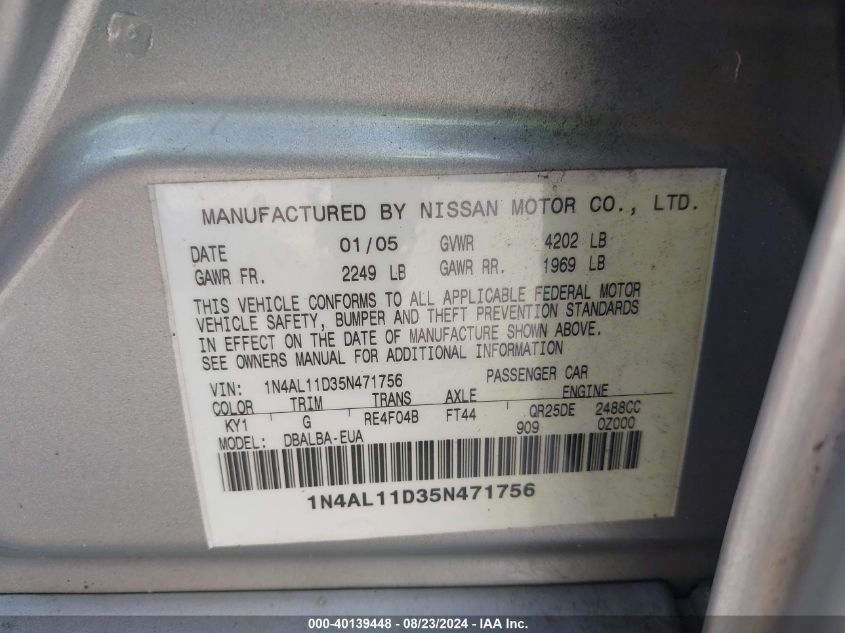 MANUFACTURED BY NISSAN MOTOR CO., LTD.
DATE 01/05 GVWR 4202 LB
GAWR FR. 2249 LB GAWR RR. 1969 LB
THIS VEHICLE CONFORMS TO ALL APPLICABLE FEDERAL MOTOR
VEHICLE SAFETY, BUMPER AND THEFT PREVENTION STANDARDS
IN EFFECT ON THE DATE OF MANUFACTURE SHOWN ABOVE.
SEE OWNERS MANUAL FOR ADDITIONAL INFORMATION
VIN: 1N4AL11D35N471756 PASSENGER CAR
COLOR TRIM TRANS AXLE ENGINE
KY1 G RE4F04B FT44 QR25DE 2488CC
MODEL: DBALBA-EUA 909 0Z000
1N4AL11D35N471756
000-40139448 - 08/23/2024 - IAA Inc.